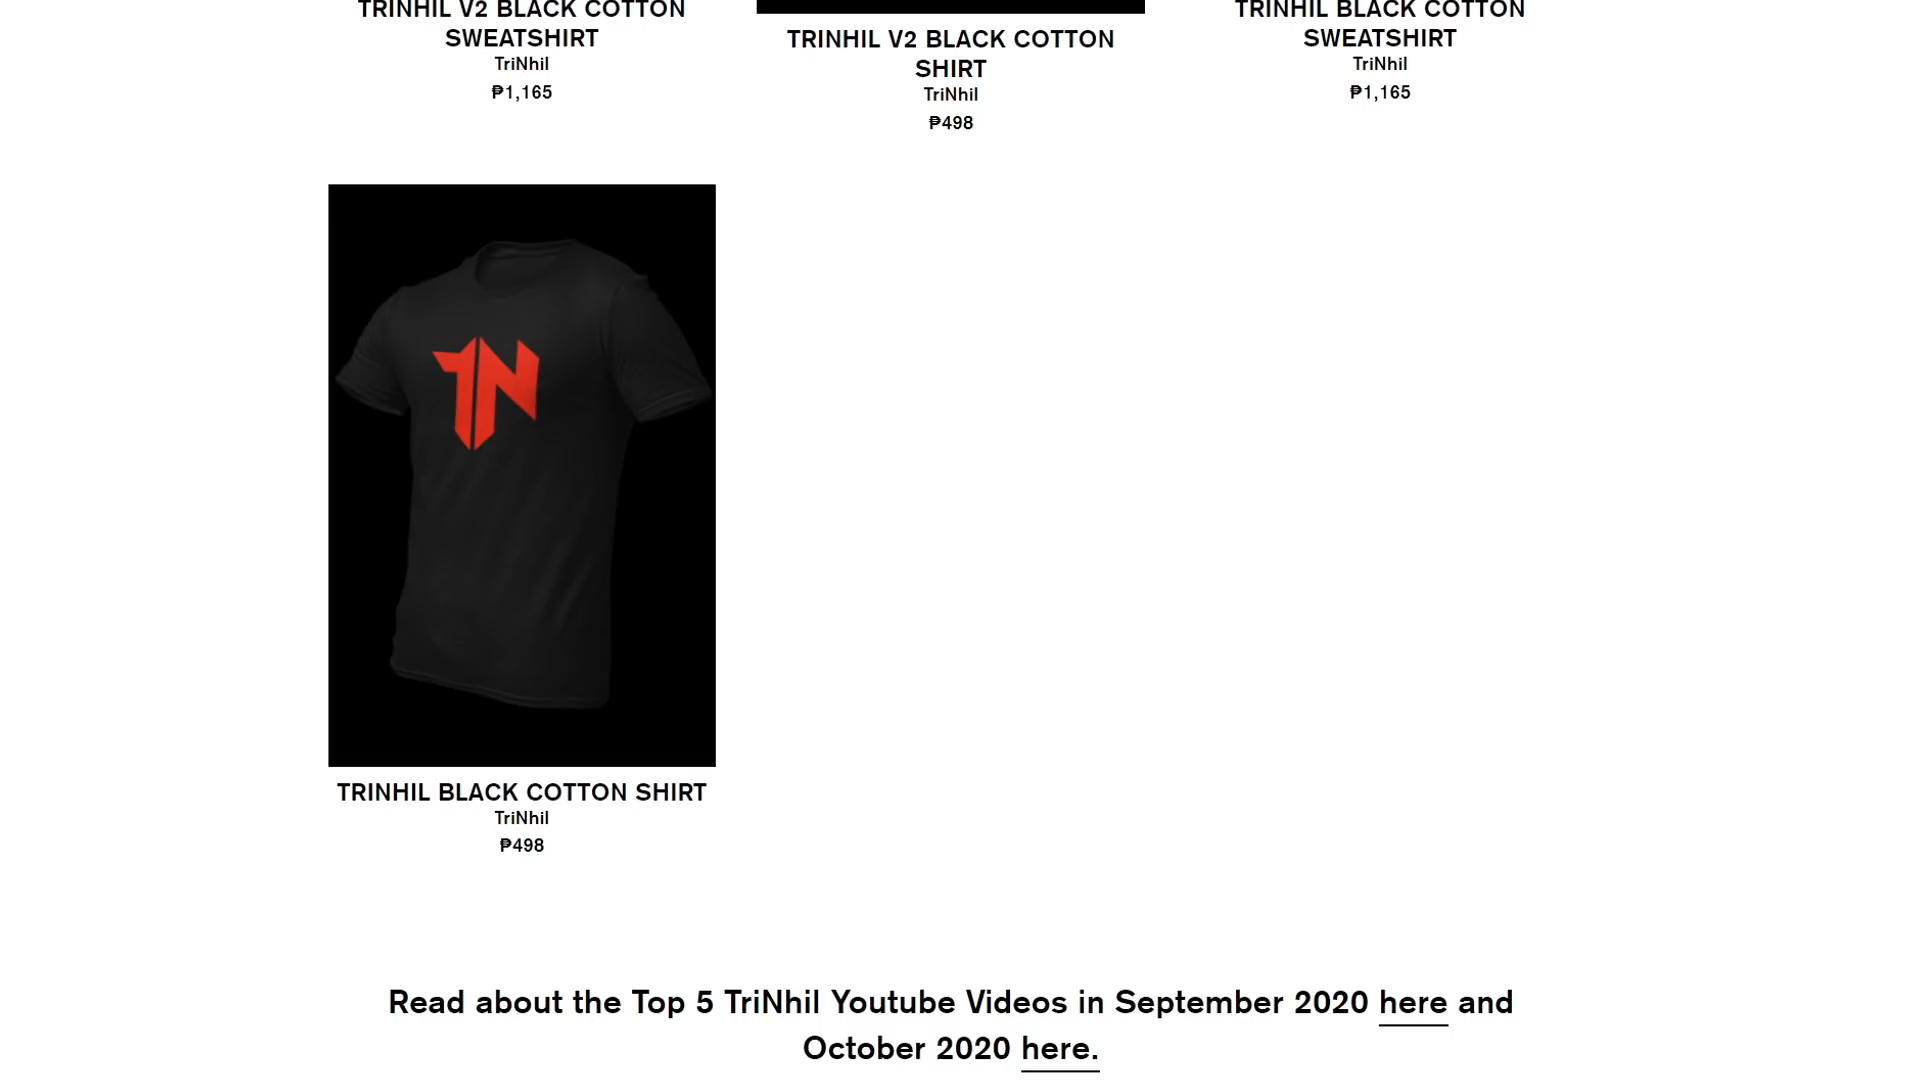 TRINHIL V2 BLACK COTTON
SWEATSHIRT
TriNhil
₱1,165
TRINHIL V2 BLACK COTTON
SHIRT
TriNhil
₱498
TRINHIL BLACK COTTON
SWEATSHIRT
TriNhil
₱1,165
TN
TRINHIL BLACK COTTON SHIRT
TriNhil
₱498
Read about the Top 5 TriNhil Youtube Videos in September 2020 here and
October 2020 here.